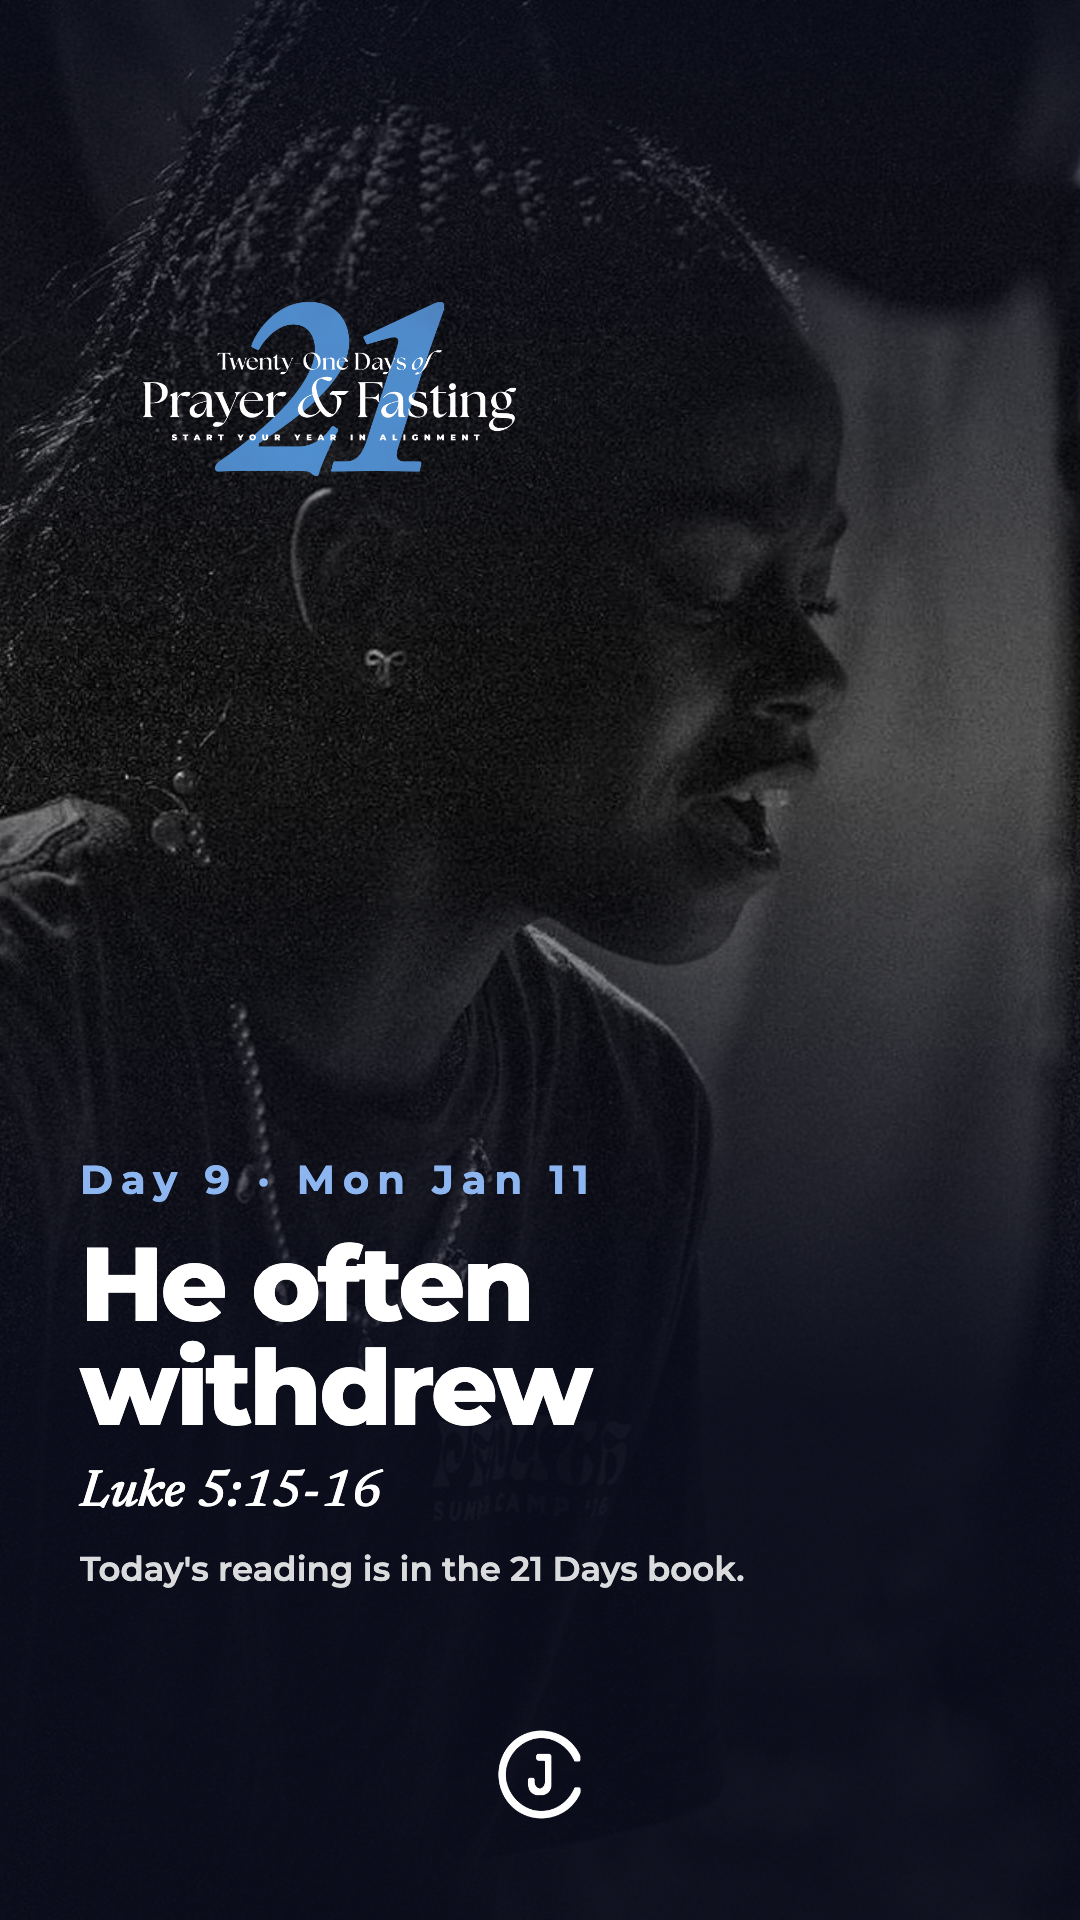 21
Twenty One Days of
Prayer & Fasting
START YOUR YEAR IN ALIGNMENT
Day 9 · Mon Jan 11
He often
withdrew
Luke 5:15-16
Today's reading is in the 21 Days book.
J